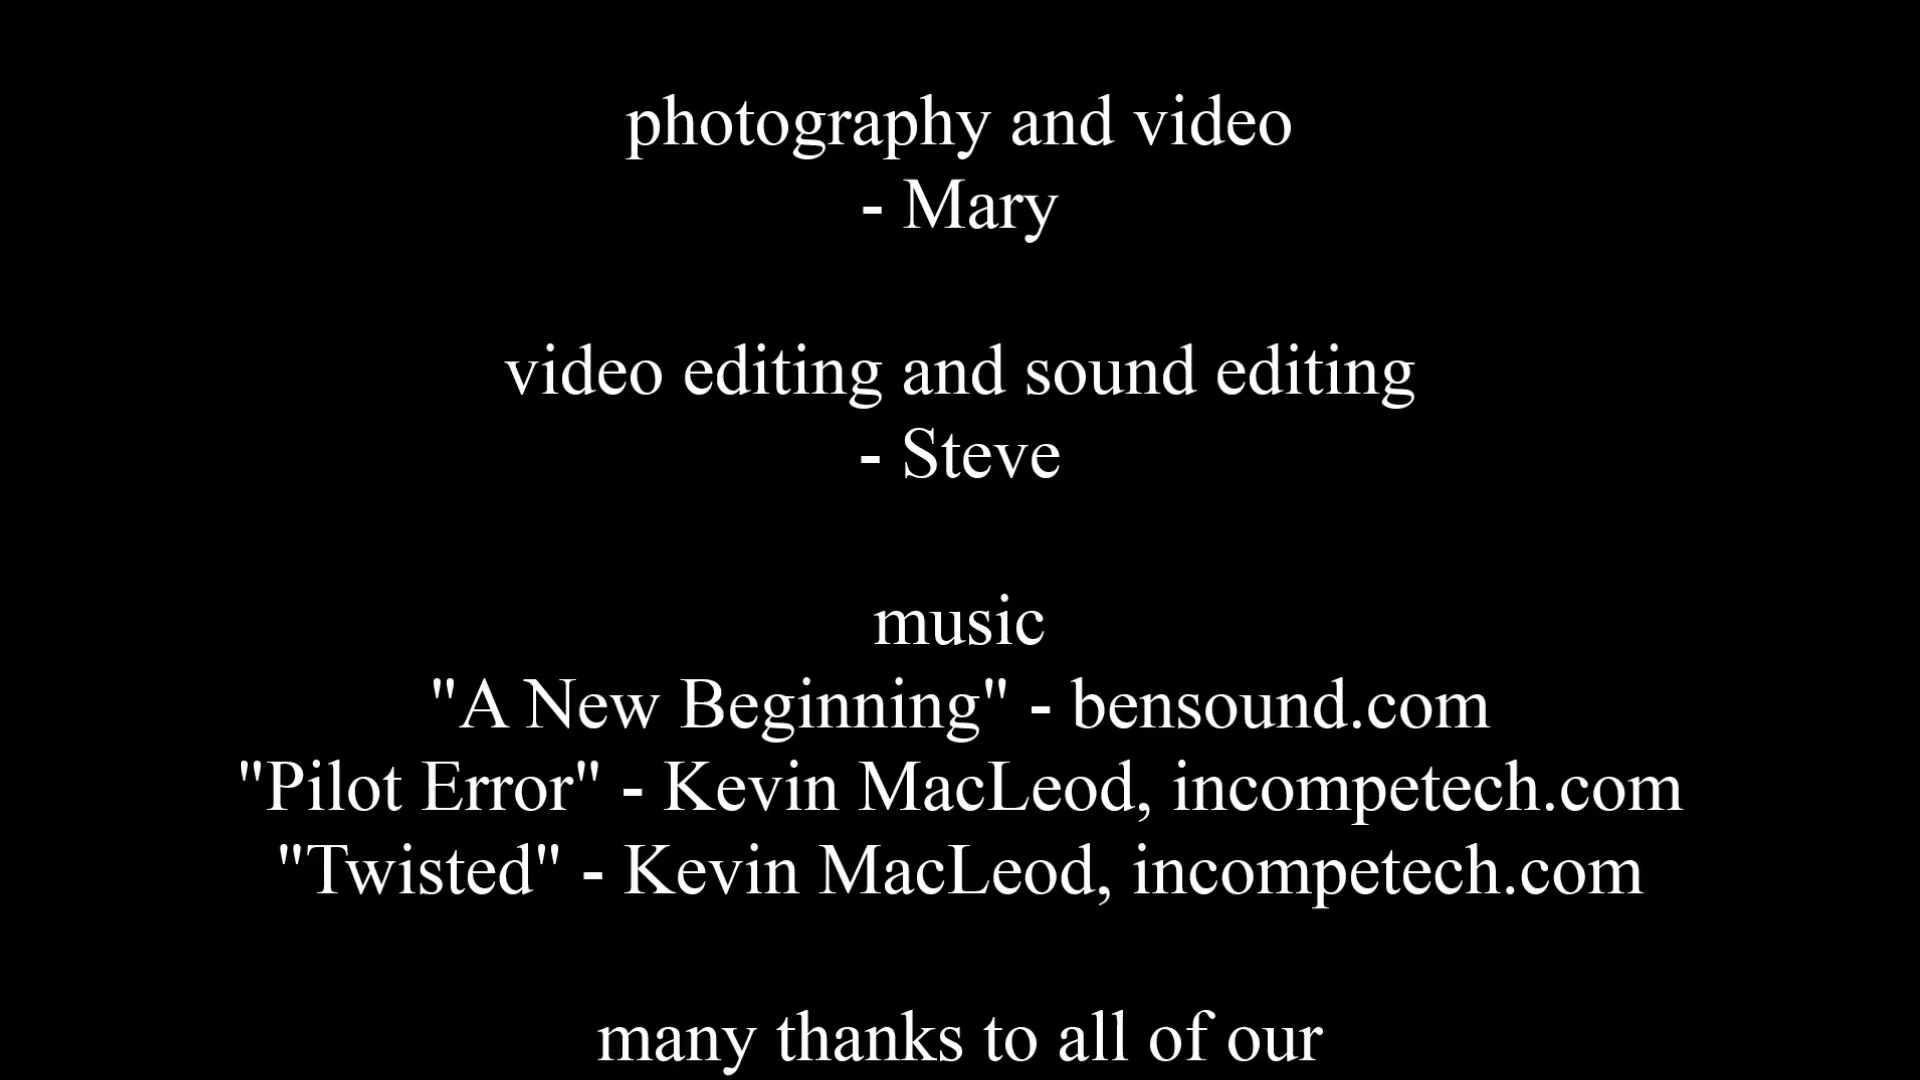 photography and video
- Mary
video editing and sound editing
- Steve
music
"A New Beginning" - bensound.com
"Pilot Error" - Kevin MacLeod, incompetech.com
"Twisted" - Kevin MacLeod, incompetech.com
many thanks to all of our